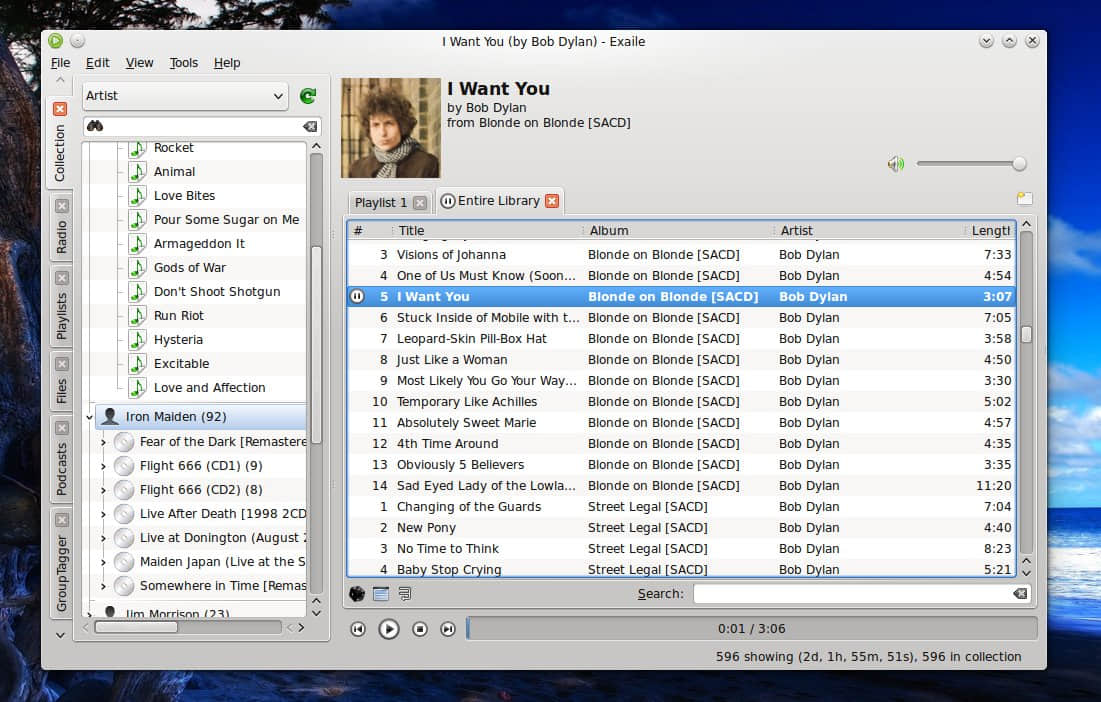 I Want You (by Bob Dylan) - Exaile
File Edit View Tools Help
Collection
Radio
Playlists
Files
Podcasts
GroupTagger
Artist
Rocket
Animal
Love Bites
Pour Some Sugar on Me
Armageddon It
Gods of War
Don't Shoot Shotgun
Run Riot
Hysteria
Excitable
Love and Affection
Iron Maiden (92)
Fear of the Dark [Remastere
Flight 666 (CD1) (9)
Flight 666 (CD2) (8)
Live After Death [1998 2CD
Live at Donington (August 2
Maiden Japan (Live at the S
Somewhere in Time [Remas
Jim Morrison (23)
I Want You
by Bob Dylan
from Blonde on Blonde [SACD]
Playlist 1 Entire Library
# Title Album Artist Lengt
3 Visions of Johanna Blonde on Blonde [SACD] Bob Dylan 7:33
4 One of Us Must Know (Soon... Blonde on Blonde [SACD] Bob Dylan 4:54
5 I Want You Blonde on Blonde [SACD] Bob Dylan 3:07
6 Stuck Inside of Mobile with t... Blonde on Blonde [SACD] Bob Dylan 7:05
7 Leopard-Skin Pill-Box Hat Blonde on Blonde [SACD] Bob Dylan 3:58
8 Just Like a Woman Blonde on Blonde [SACD] Bob Dylan 4:50
9 Most Likely You Go Your Way... Blonde on Blonde [SACD] Bob Dylan 3:30
10 Temporary Like Achilles Blonde on Blonde [SACD] Bob Dylan 5:02
11 Absolutely Sweet Marie Blonde on Blonde [SACD] Bob Dylan 4:57
12 4th Time Around Blonde on Blonde [SACD] Bob Dylan 4:35
13 Obviously 5 Believers Blonde on Blonde [SACD] Bob Dylan 3:35
14 Sad Eyed Lady of the Lowla... Blonde on Blonde [SACD] Bob Dylan 11:20
1 Changing of the Guards Street Legal [SACD] Bob Dylan 7:04
2 New Pony Street Legal [SACD] Bob Dylan 4:40
3 No Time to Think Street Legal [SACD] Bob Dylan 8:23
4 Baby Stop Crying Street Legal [SACD] Bob Dylan 5:21
Search:
0:01 / 3:06
596 showing (2d, 1h, 55m, 51s), 596 in collection